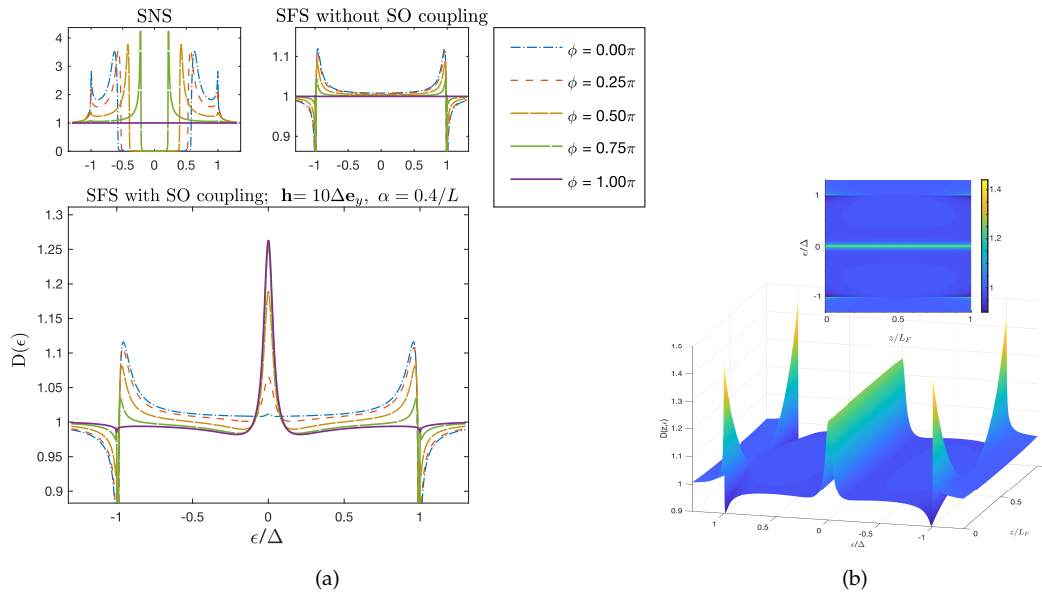 SNS
4
3
2
1
0
-1 -0.5 0 0.5 1
SFS without SO coupling
1.1
1
0.9
-1 -0.5 0 0.5 1
ϕ = 0.00π
ϕ = 0.25π
ϕ = 0.50π
ϕ = 0.75π
ϕ = 1.00π
SFS with SO coupling; h= 10Δe_y, α = 0.4/L
1.3
1.25
1.2
1.15
1.1
1.05
1
0.95
0.9
D(ϵ)
-1 -0.5 0 0.5 1
ϵ/Δ
(a)
1
0
-1
ϵ/Δ
0 0.5 1
z/L_F
1.4
1.2
1
1.5
1.4
1.3
1.2
1.1
1
0.9
D(z,ε)
1 0.5 0 -0.5 -1
ϵ/Δ
0 0.5
z/L_F
(b)